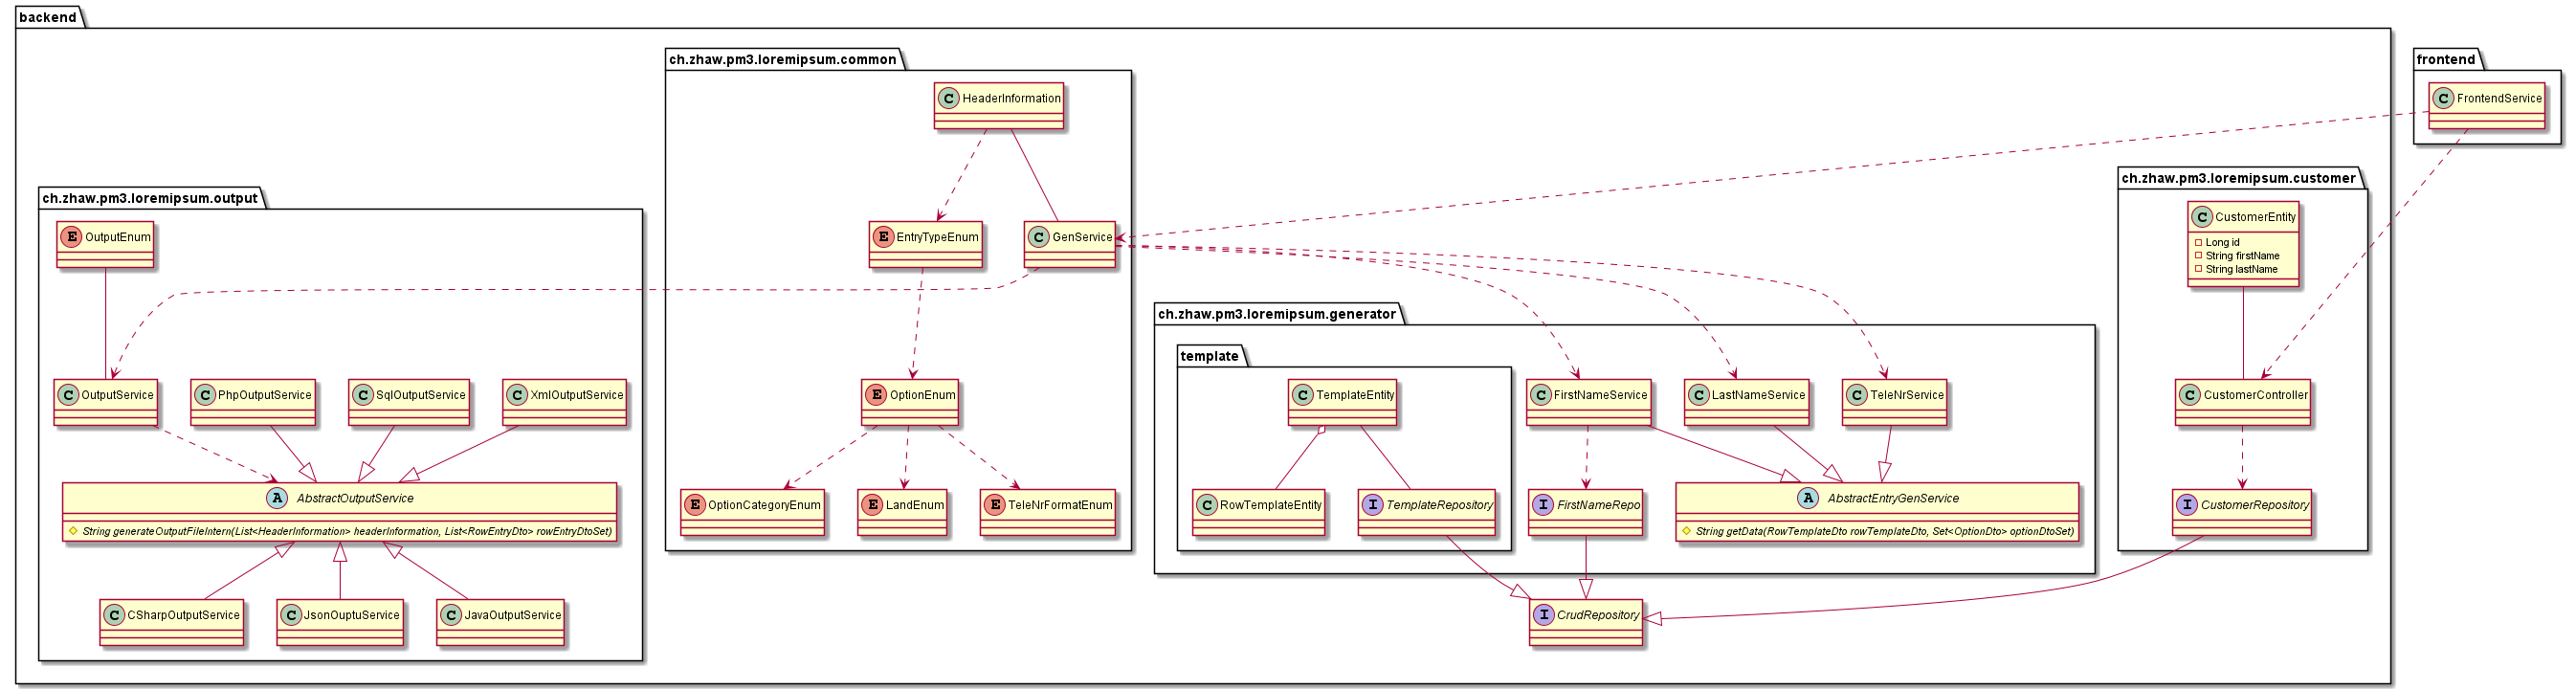 backend
ch.zhaw.pm3.loremipsum.common
frontend
C HeaderInformation
C FrontendService
ch.zhaw.pm3.loremipsum.output
ch.zhaw.pm3.loremipsum.customer
E OutputEnum
E EntryTypeEnum
C GenService
C CustomerEntity
Long id
String firstName
String lastName
ch.zhaw.pm3.loremipsum.generator
template
C OutputService
C PhpOutputService
C SqlOutputService
C XmlOutputService
E OptionEnum
C TemplateEntity
C FirstNameService
C LastNameService
C TeleNrService
C CustomerController
A AbstractOutputService
String generateOutputFileIntern(List<HeaderInformation> headerInformation, List<RowEntryDto> rowEntryDtoSet)
E OptionCategoryEnum
E LandEnum
E TeleNrFormatEnum
C RowTemplateEntity
I TemplateRepository
I FirstNameRepo
A AbstractEntryGenService
String getData(RowTemplateDto rowTemplateDto, Set<OptionDto> optionDtoSet)
I CustomerRepository
C CSharpOutputService
C JsonOuptuService
C JavaOutputService
I CrudRepository